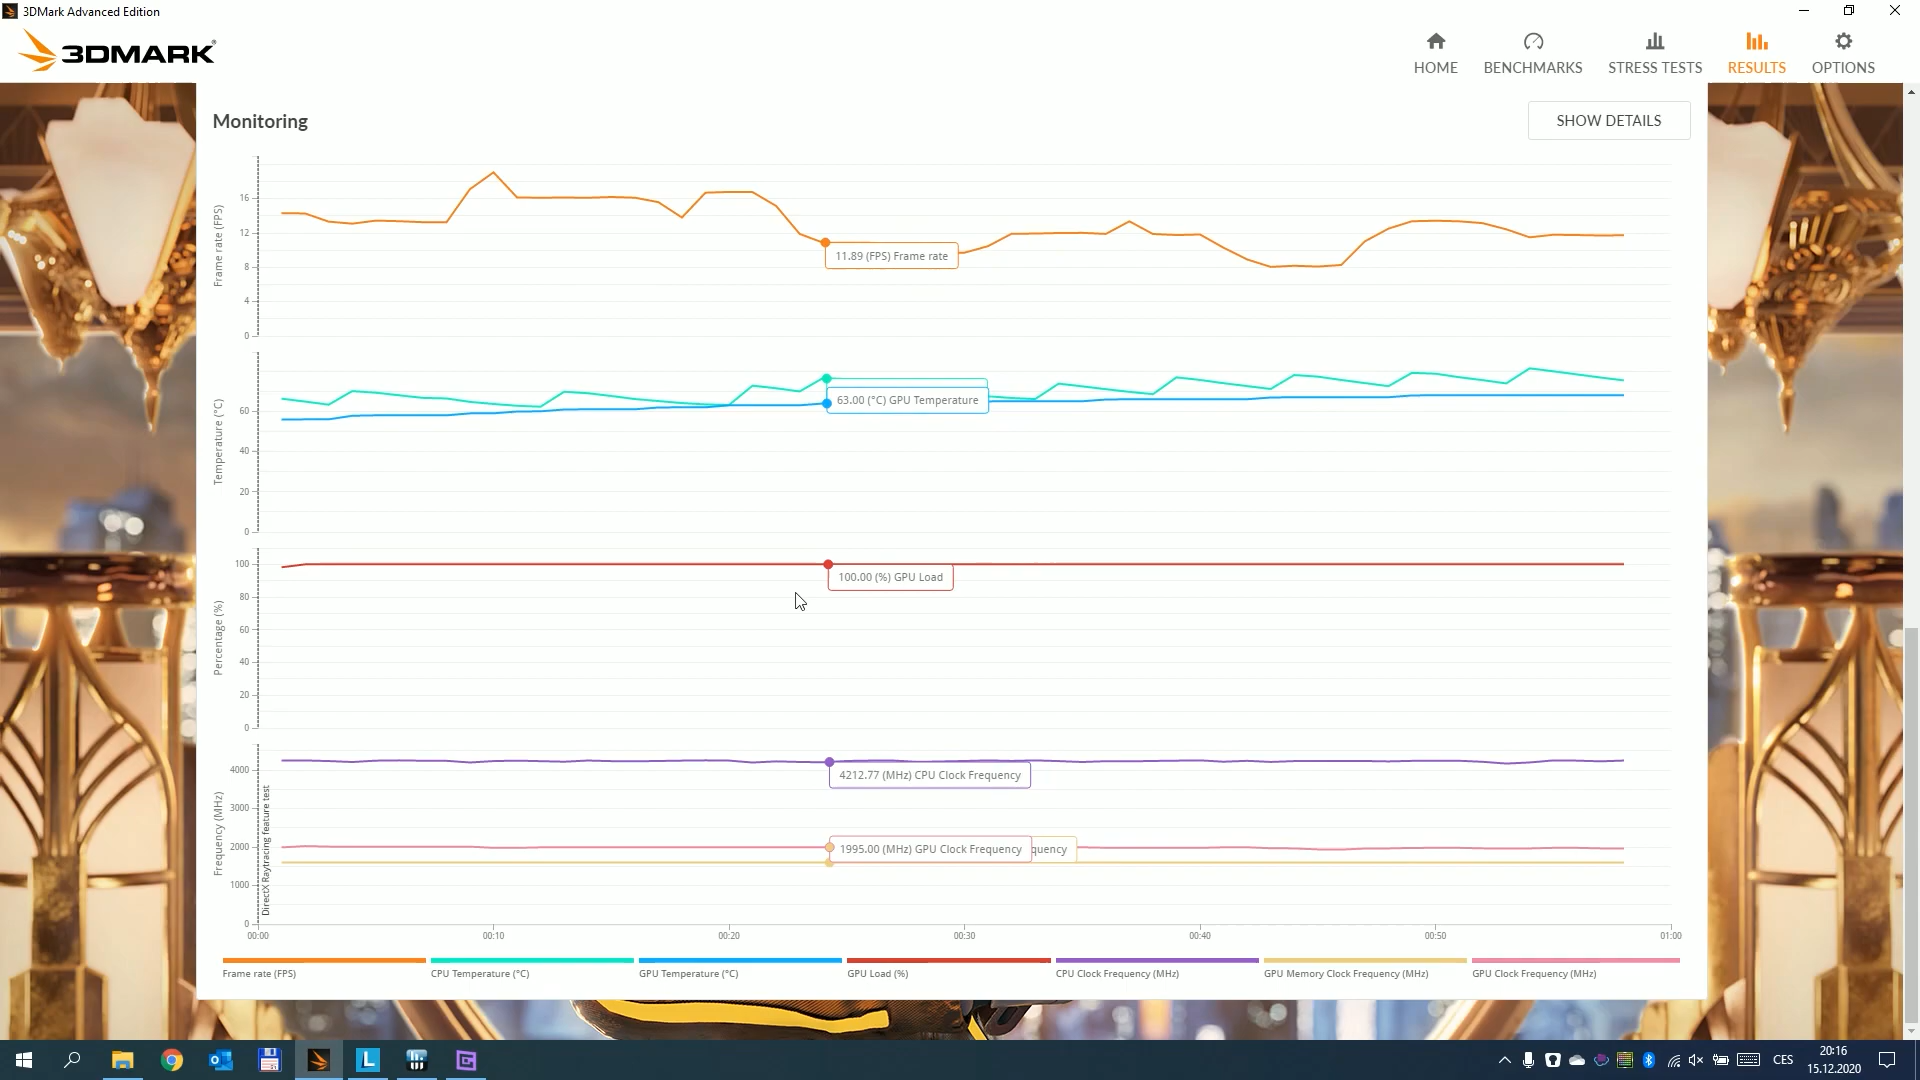 3DMark Advanced Edition
3DMARK
HOME
BENCHMARKS
STRESS TESTS
RESULTS
OPTIONS
Monitoring
SHOW DETAILS
Frame rate (FPS)
16
12
8
4
0
11.89 (FPS) Frame rate
Temperature (°C)
60
40
20
0
63.00 (°C) GPU Temperature
Percentage (%)
100
80
60
40
20
0
100.00 (%) GPU Load
Frequency (MHz)
4000
3000
2000
1000
0
DirectX Raytracing feature test
4212.77 (MHz) CPU Clock Frequency
1995.00 (MHz) GPU Clock Frequency
quency
00:00
00:10
00:20
00:30
00:40
00:50
01:00
Frame rate (FPS)
CPU Temperature (°C)
GPU Temperature (°C)
GPU Load (%)
CPU Clock Frequency (MHz)
GPU Memory Clock Frequency (MHz)
GPU Clock Frequency (MHz)
CES
20:16
15.12.2020